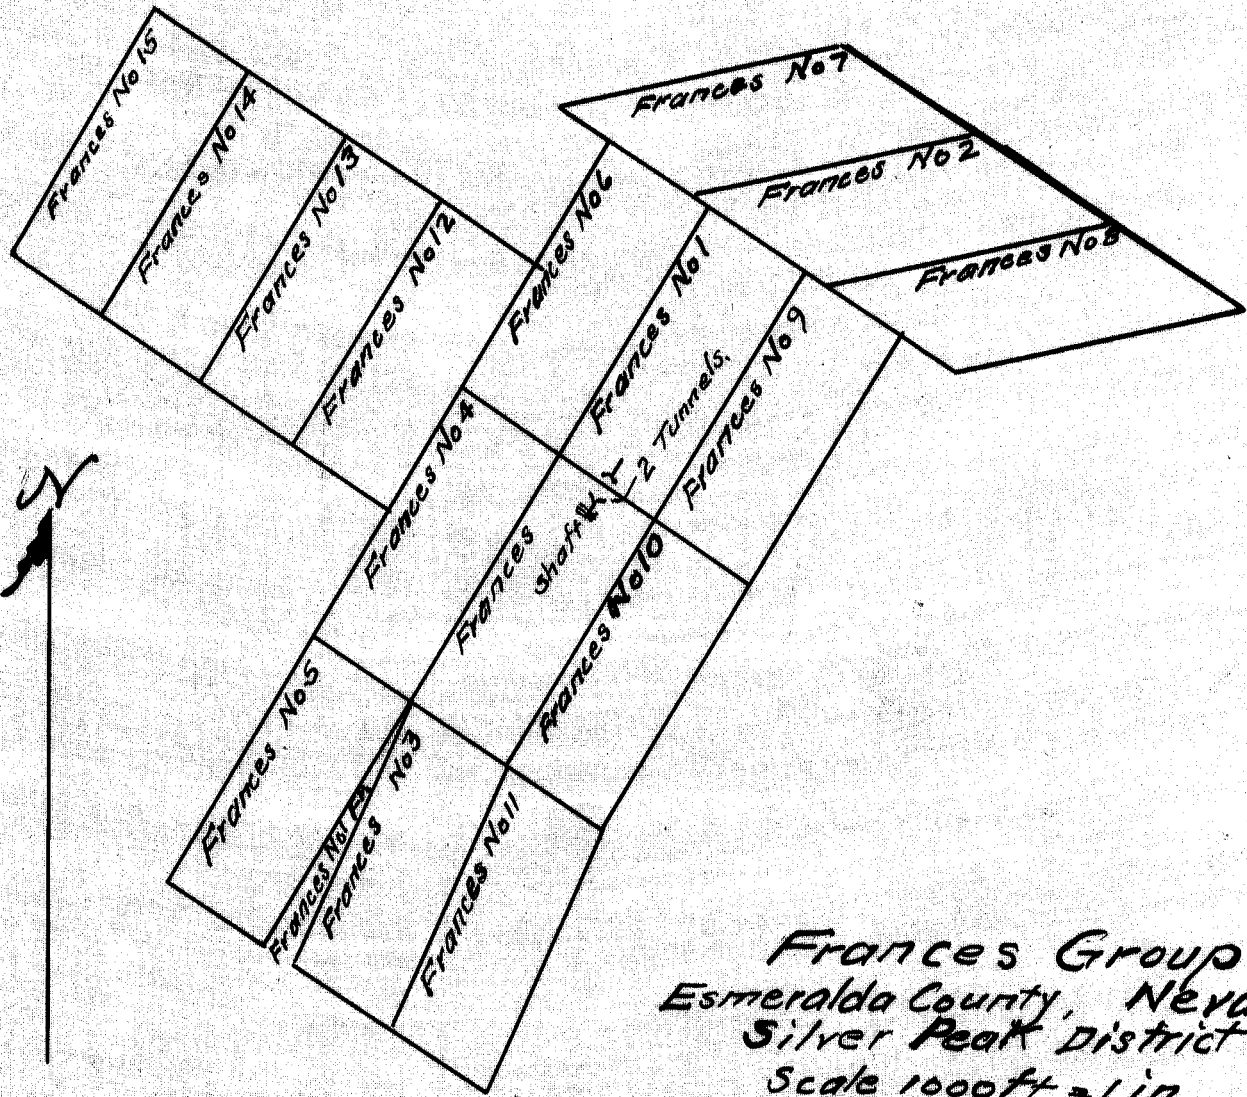 Frances No 15
Frances No 14
Frances No 13
Frances No 12
Frances No 7
Frances No 2
Frances No 8
Frances No 6
Frances No 1
Frances No 9
2 Tunnels.
Shaft
Frances No 4
Frances
Frances No 10
Frances No 5
Frances No 1
Frances No 3
Frances No 11
N
Frances Group
Esmeralda County, Neva
Silver Peak District
Scale 1000 ft = 1 in